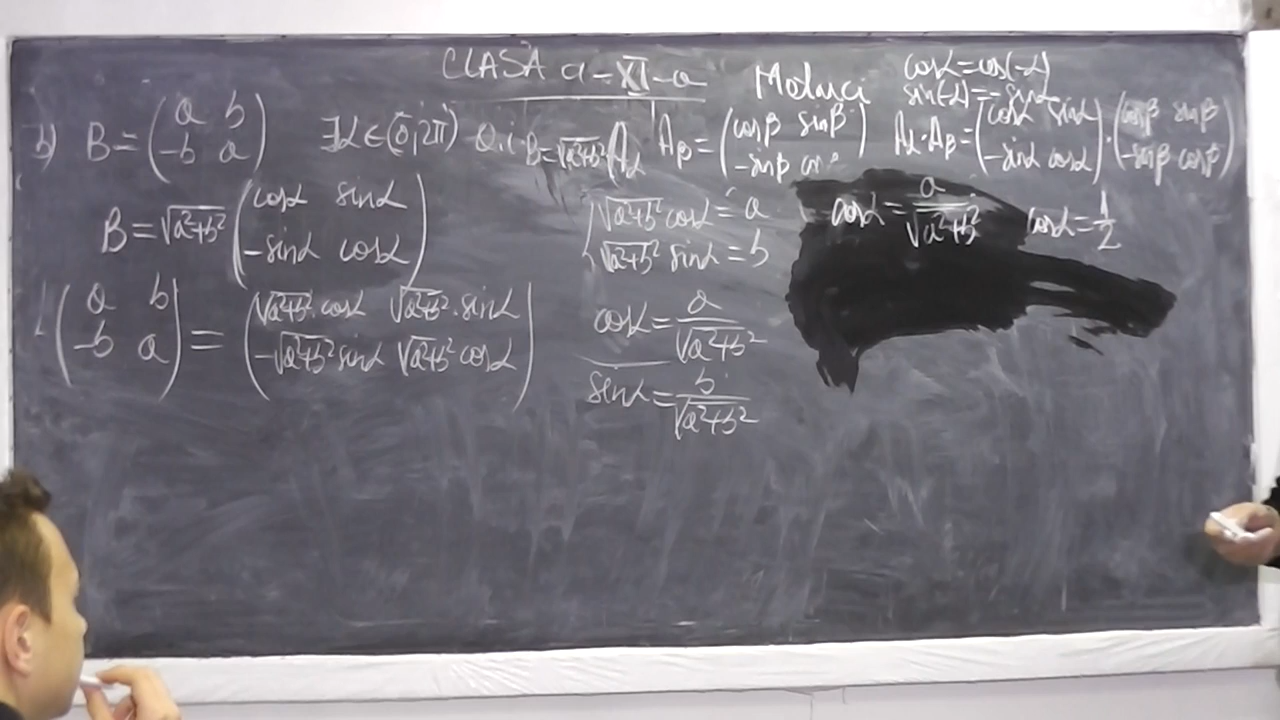 CLASA a-XI-a Matrici
cosα=cos(-α)
sin(-α)=-sinα
b) B=(a b -b a) ∃α∈(0,2π) a.î. B=√a²+b² Aα Aβ=(cosβ sinβ -sinβ cos) Aα·Aβ=(cosα sinα -sinα cosα)·(cosβ sinβ -sinβ cosβ)
B=√a²+b² (cosα sinα -sinα cosα)
√a²+b² cosα=a
√a²+b² sinα=b
cosα=a/√a²+b² cosα=1/2
(a b -b a)=(√a²+b²·cosα √a²+b²·sinα -√a²+b² sinα √a²+b² cosα)
cosα=a/√a²+b²
sinα=b/√a²+b²